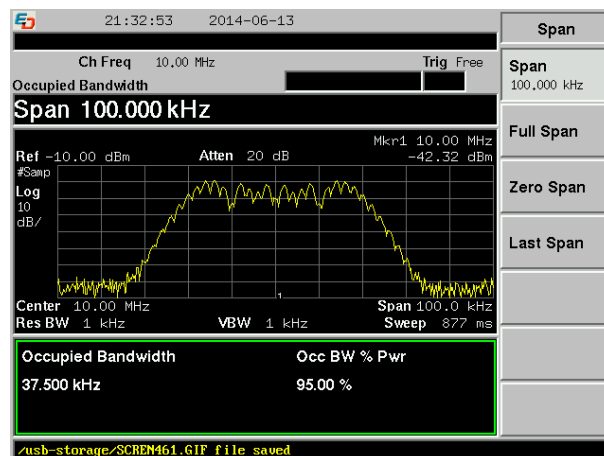 21:32:53 2014-06-13
Span
Ch Freq 10.00 MHz Trig Free
Occupied Bandwidth
Span
100.000 kHz
Span 100.000 kHz
Full Span
Mkr1 10.00 MHz
Ref -10.00 dBm Atten 20 dB -42.32 dBm
#Samp
Log
10
dB/
Zero Span
Last Span
1
Center 10.00 MHz Span 100.0 kHz
Res BW 1 kHz VBW 1 kHz Sweep 877 ms
Occupied Bandwidth Occ BW % Pwr
37.500 kHz 95.00 %
/usb-storage/SCREN461.GIF file saved